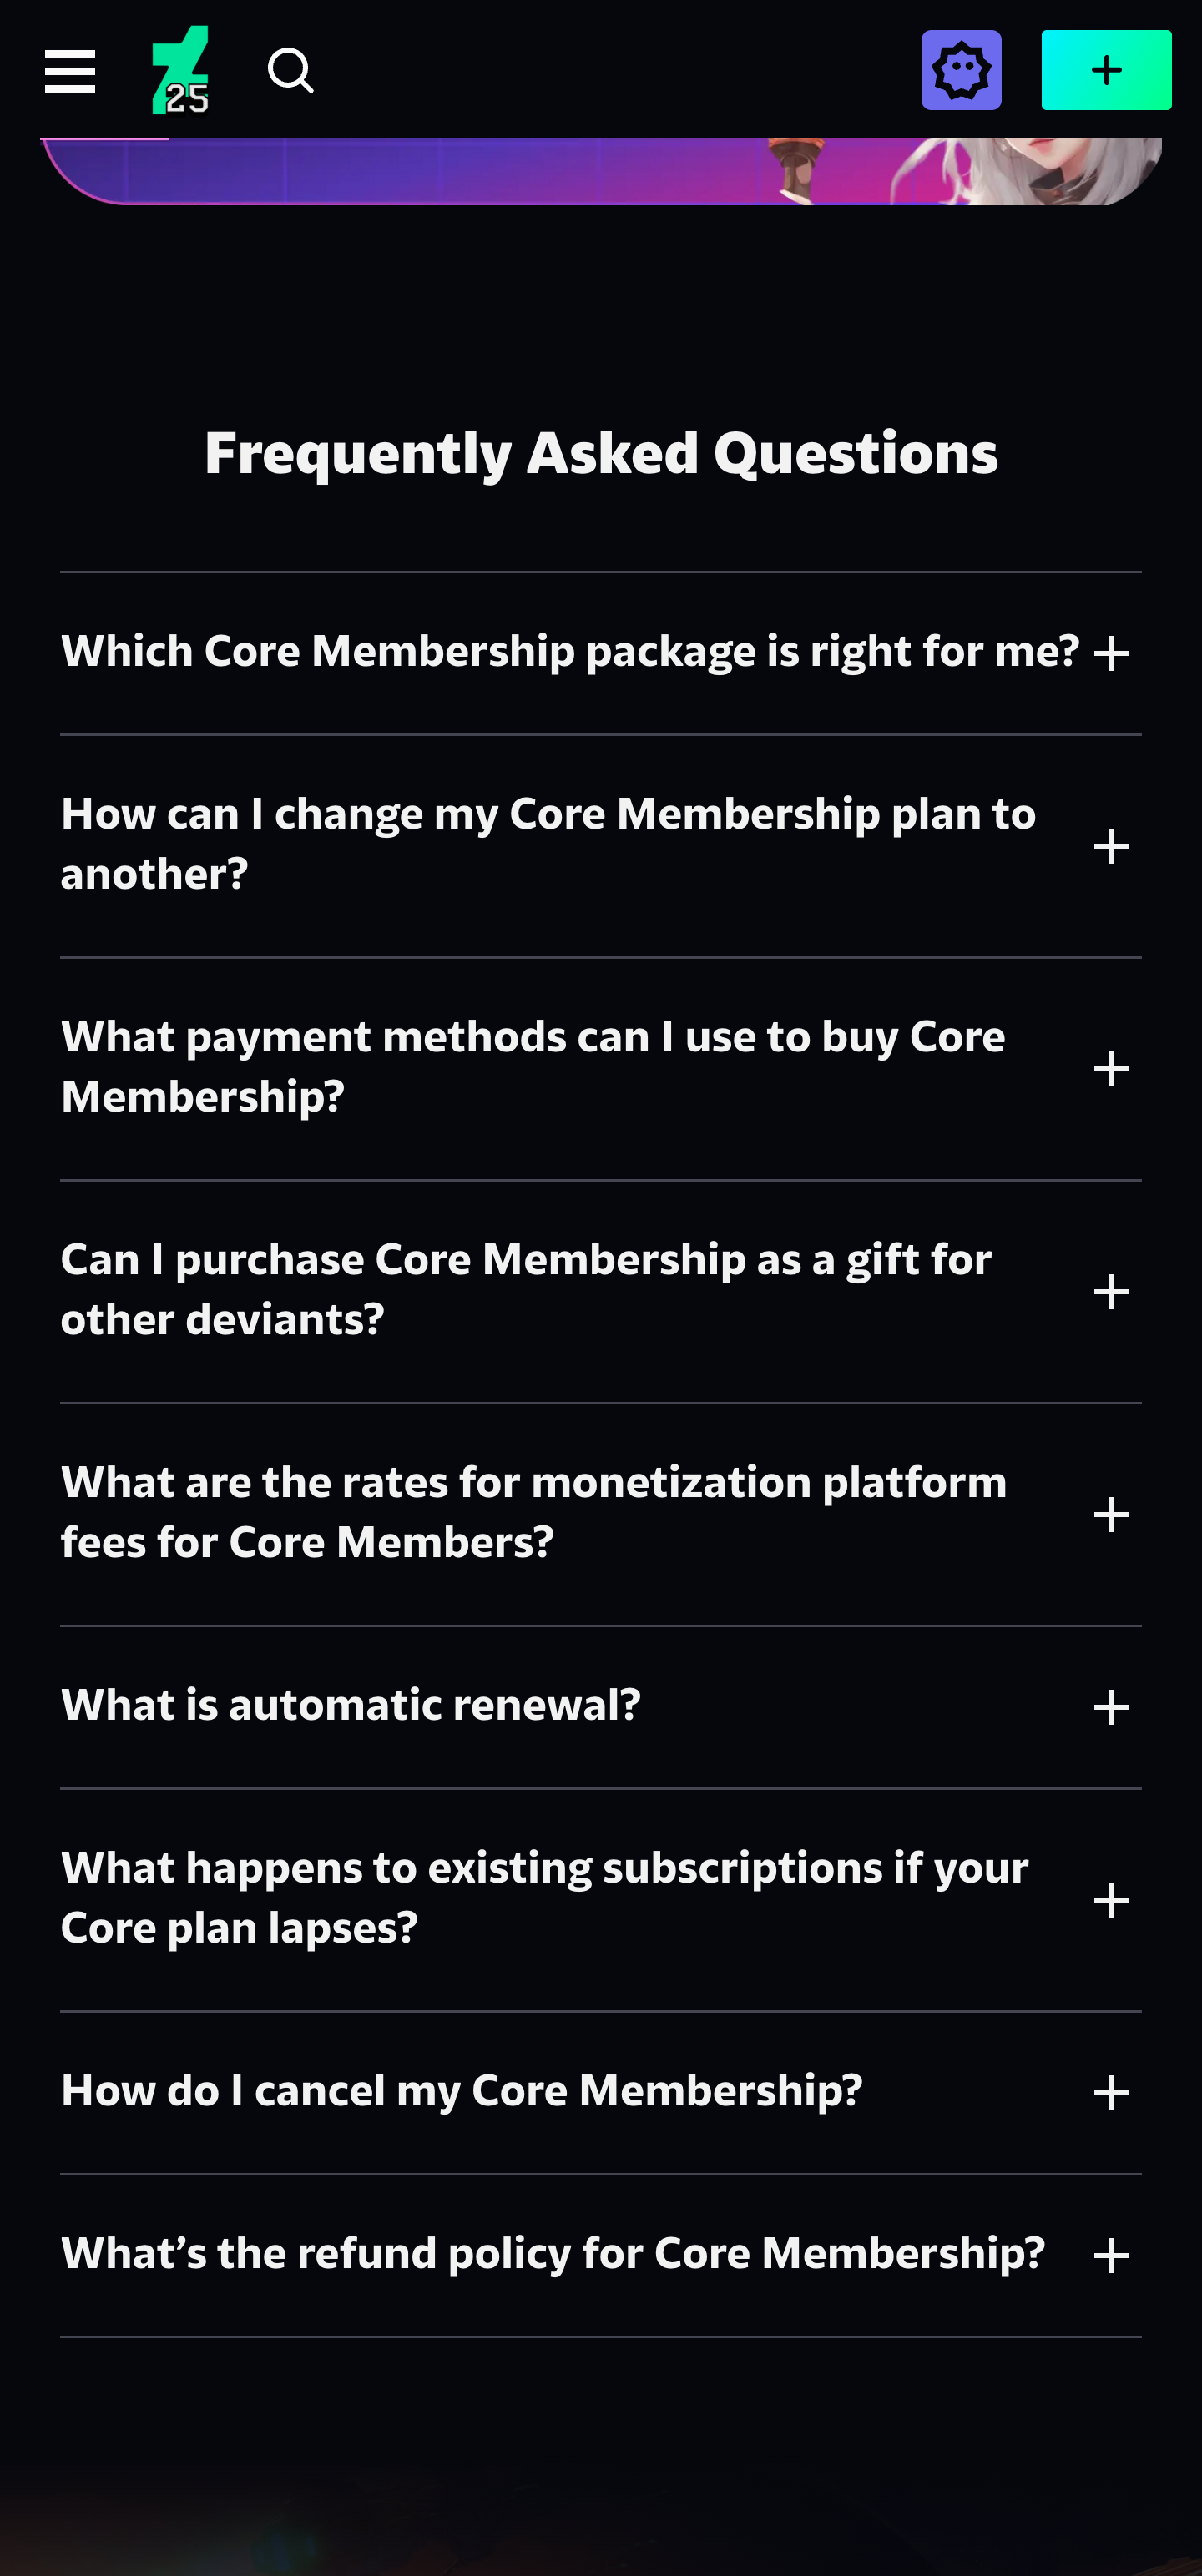 25
Frequently Asked Questions
Which Core Membership package is right for me?
How can I change my Core Membership plan to
another?
What payment methods can I use to buy Core
Membership?
Can I purchase Core Membership as a gift for
other deviants?
What are the rates for monetization platform
fees for Core Members?
What is automatic renewal?
What happens to existing subscriptions if your
Core plan lapses?
How do I cancel my Core Membership?
What’s the refund policy for Core Membership?